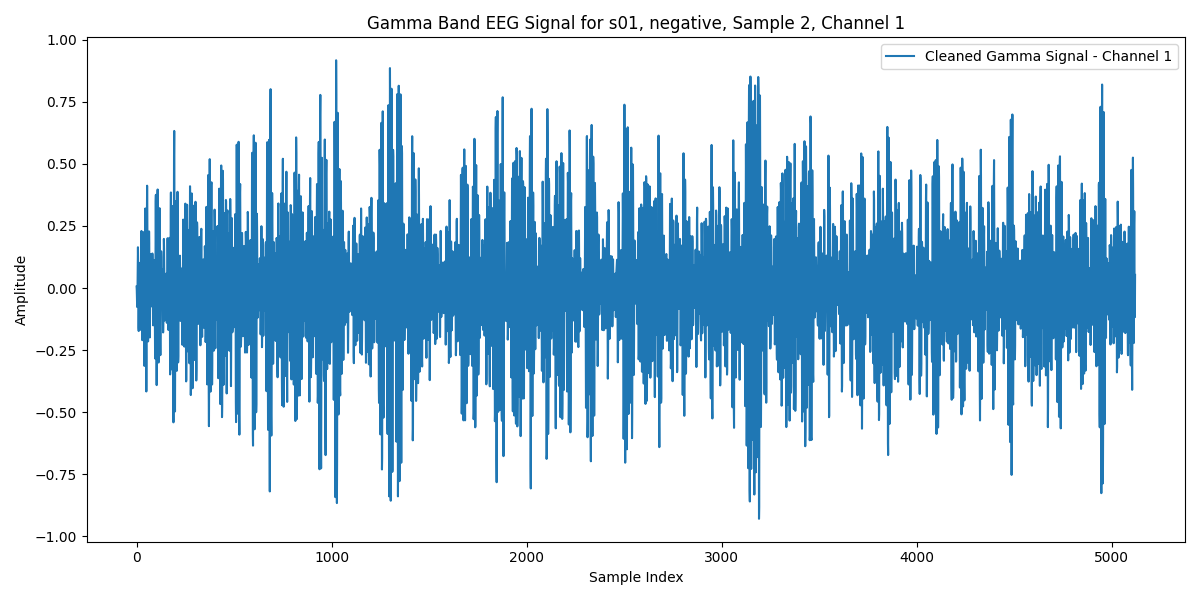 Gamma Band EEG Signal for s01, negative, Sample 2, Channel 1
Cleaned Gamma Signal - Channel 1
1.00
0.75
0.50
0.25
0.00
−0.25
−0.50
−0.75
−1.00
Amplitude
0 1000 2000 3000 4000 5000
Sample Index